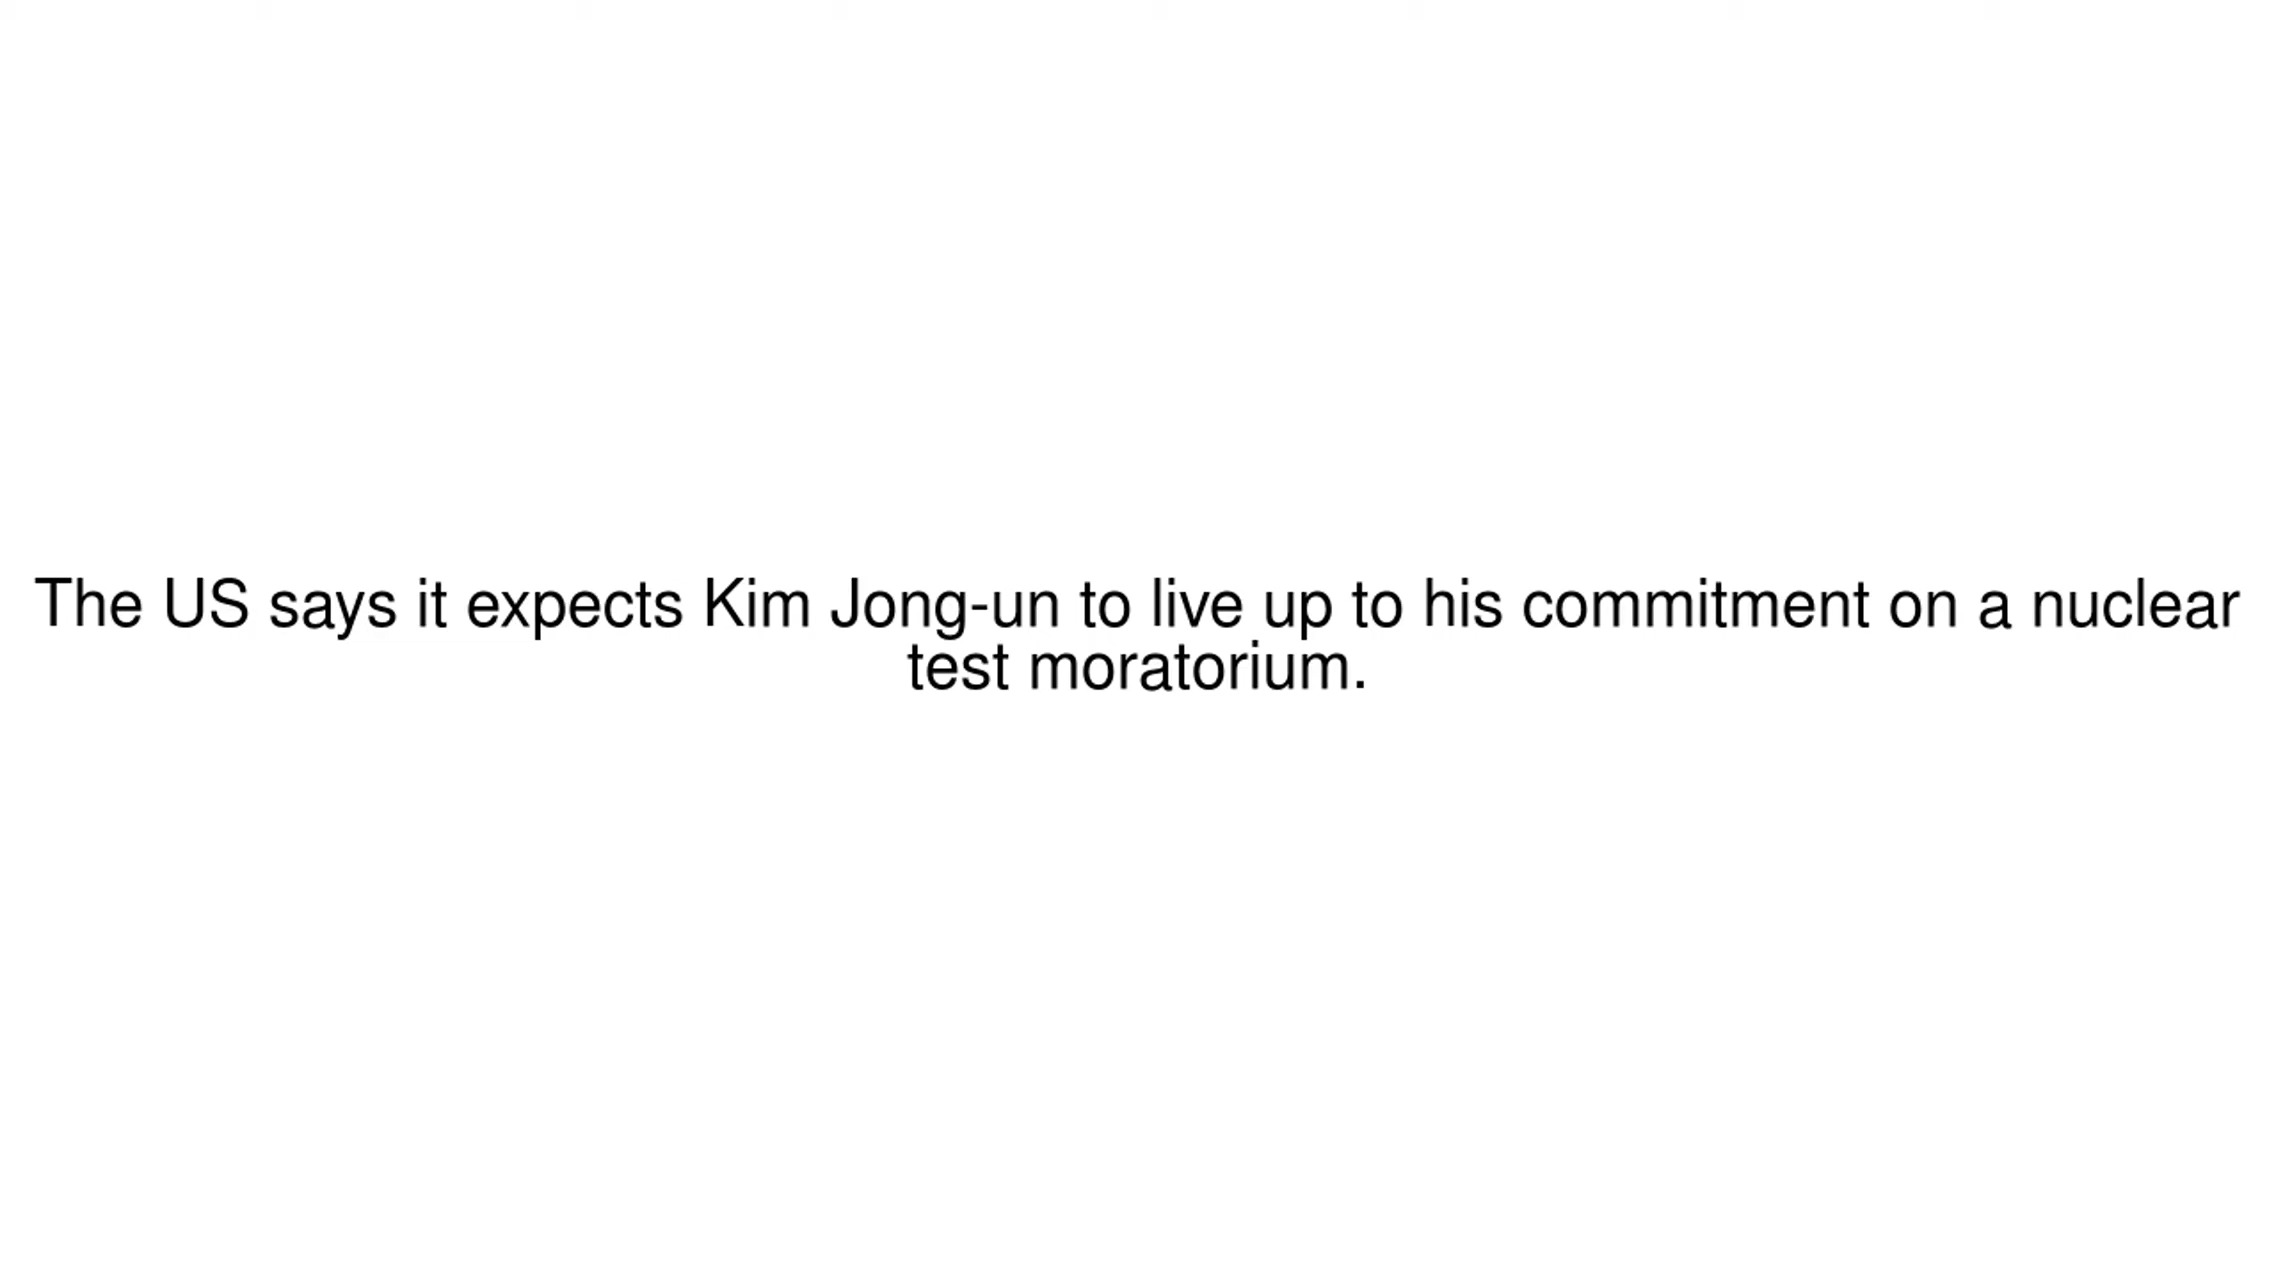 The US says it expects Kim Jong-un to live up to his commitment on a nuclear
test moratorium.